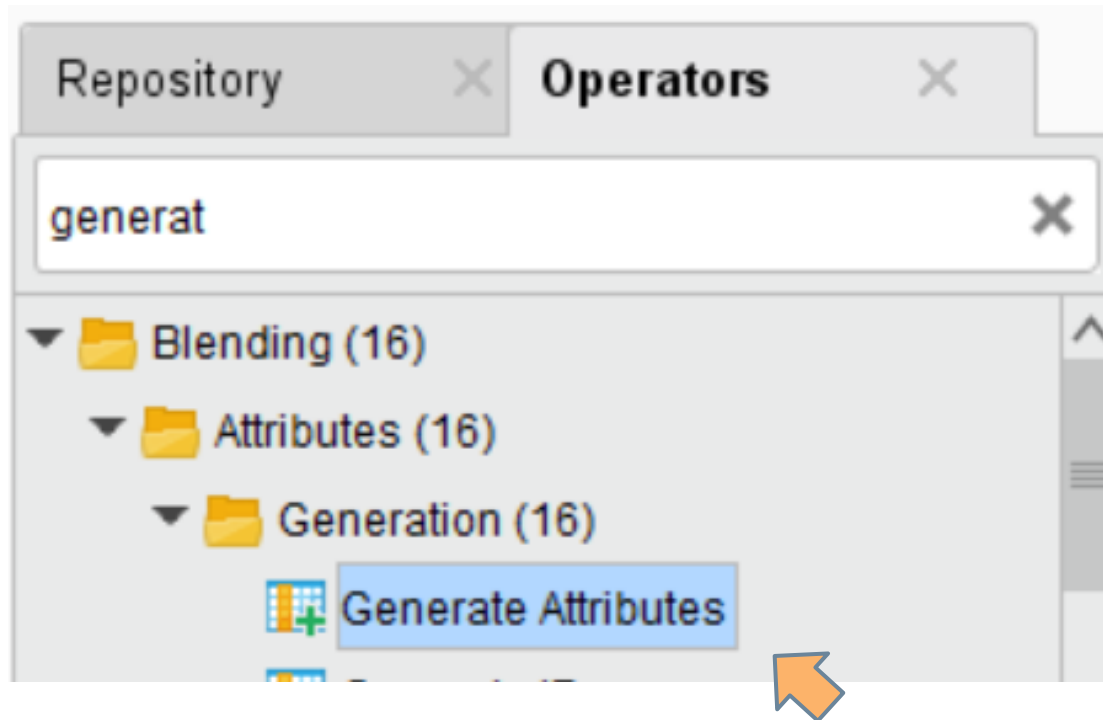 Repository
Operators
generat
Blending (16)
Attributes (16)
Generation (16)
Generate Attributes